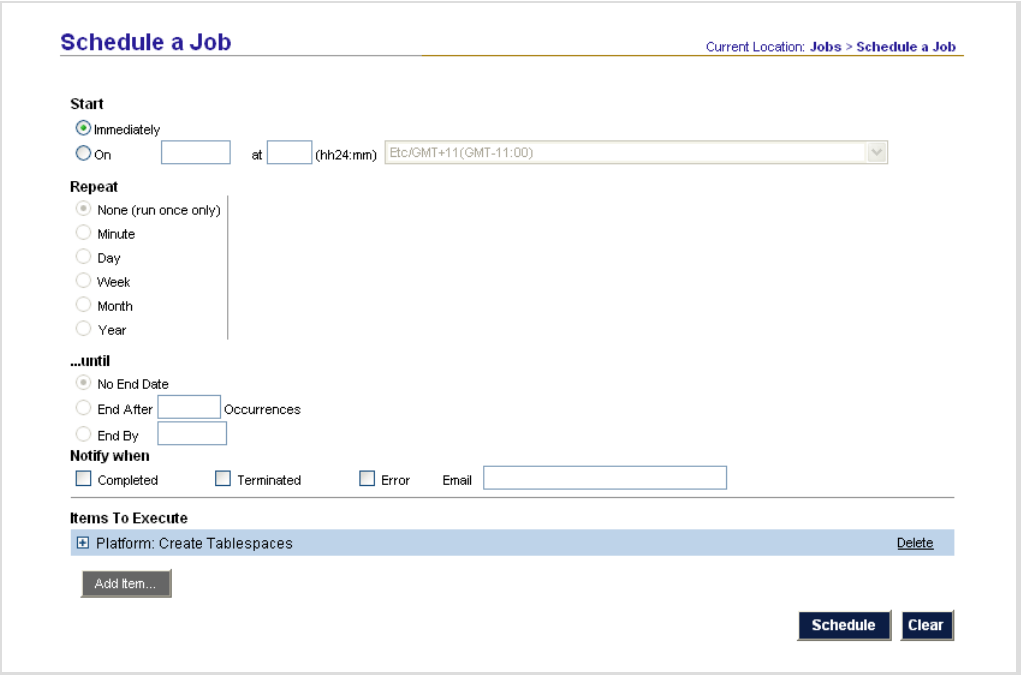 Schedule a Job
Current Location: Jobs > Schedule a Job
Start
Immediately
On at (hh24:mm) Etc/GMT+11(GMT-11:00)
Repeat
None (run once only)
Minute
Day
Week
Month
Year
...until
No End Date
End After Occurrences
End By
Notify when
Completed Terminated Error Email
Items To Execute
Platform: Create Tablespaces Delete
Add Item...
Schedule Clear